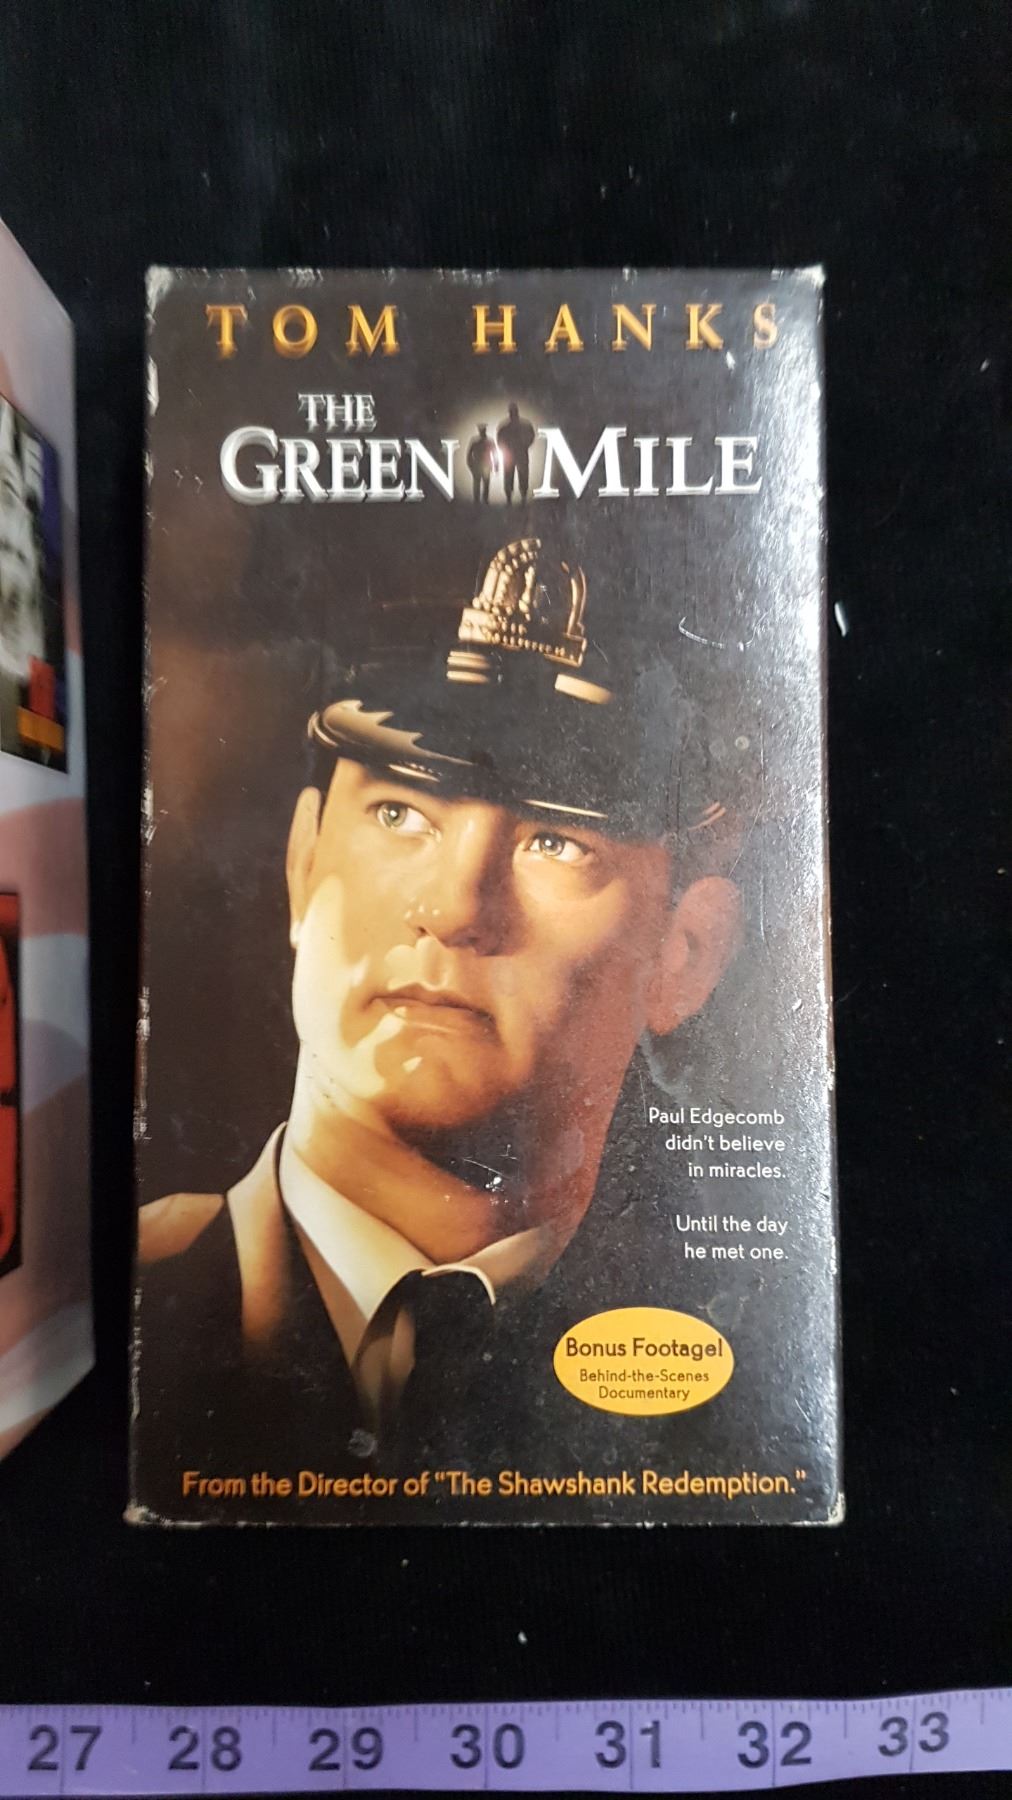 TOM HANKS
THE
GREEN MILE
Paul Edgecomb
didn't believe
in miracles.
Until the day
he met one.
Bonus Footage!
Behind-the-Scenes
Documentary
From the Director of "The Shawshank Redemption."
27 28 29 30 31 32 33